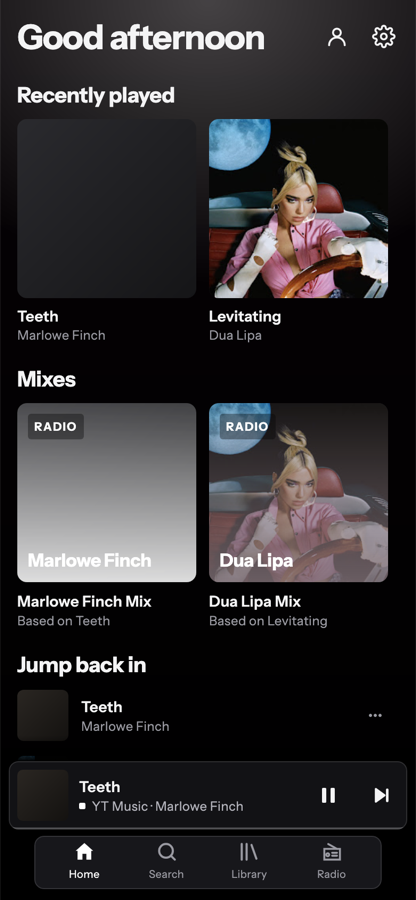 Good afternoon
Recently played
Teeth
Marlowe Finch
Levitating
Dua Lipa
Mixes
RADIO
Marlowe Finch
RADIO
Dua Lipa
Marlowe Finch Mix
Based on Teeth
Dua Lipa Mix
Based on Levitating
Jump back in
Teeth
Marlowe Finch
Teeth
YT Music · Marlowe Finch
Home
Search
Library
Radio